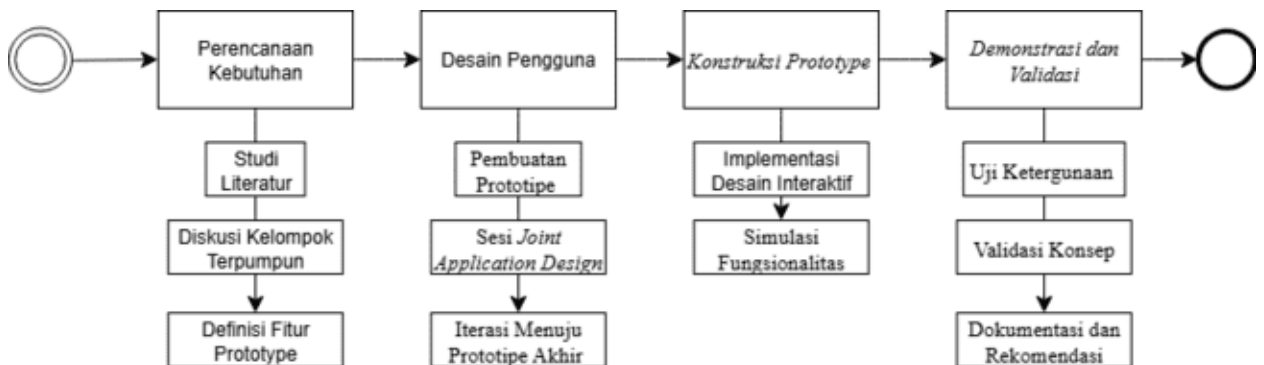 Perencanaan
Kebutuhan
Desain Pengguna
Konstruksi Prototype
Demonstrasi dan
Validasi
Studi
Literatur
Diskusi Kelompok
Terpumpun
Definisi Fitur
Prototype
Pembuatan
Prototipe
Sesi Joint
Application Design
Iterasi Menuju
Prototipe Akhir
Implementasi
Desain Interaktif
Simulasi
Fungsionalitas
Uji Ketergunaan
Validasi Konsep
Dokumentasi dan
Rekomendasi